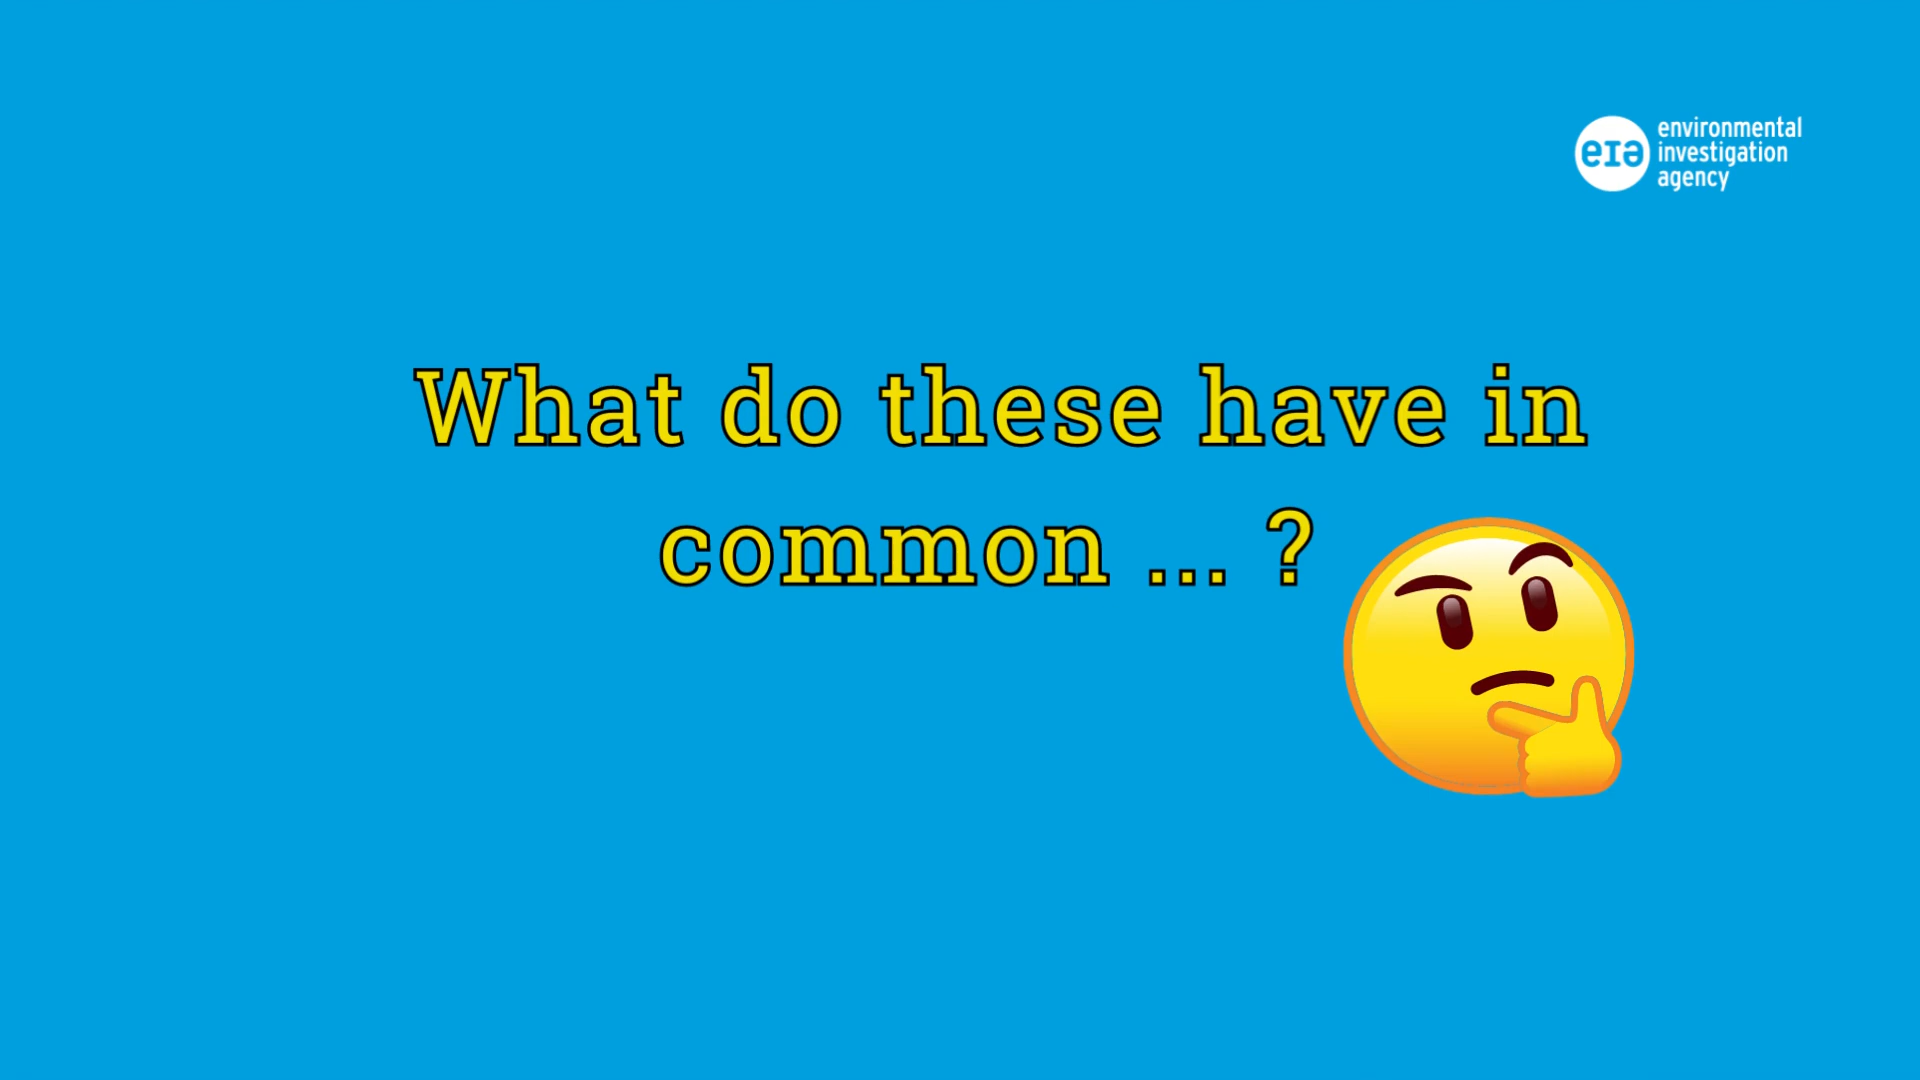 eia
environmental
investigation
agency
What do these have in
common ... ?